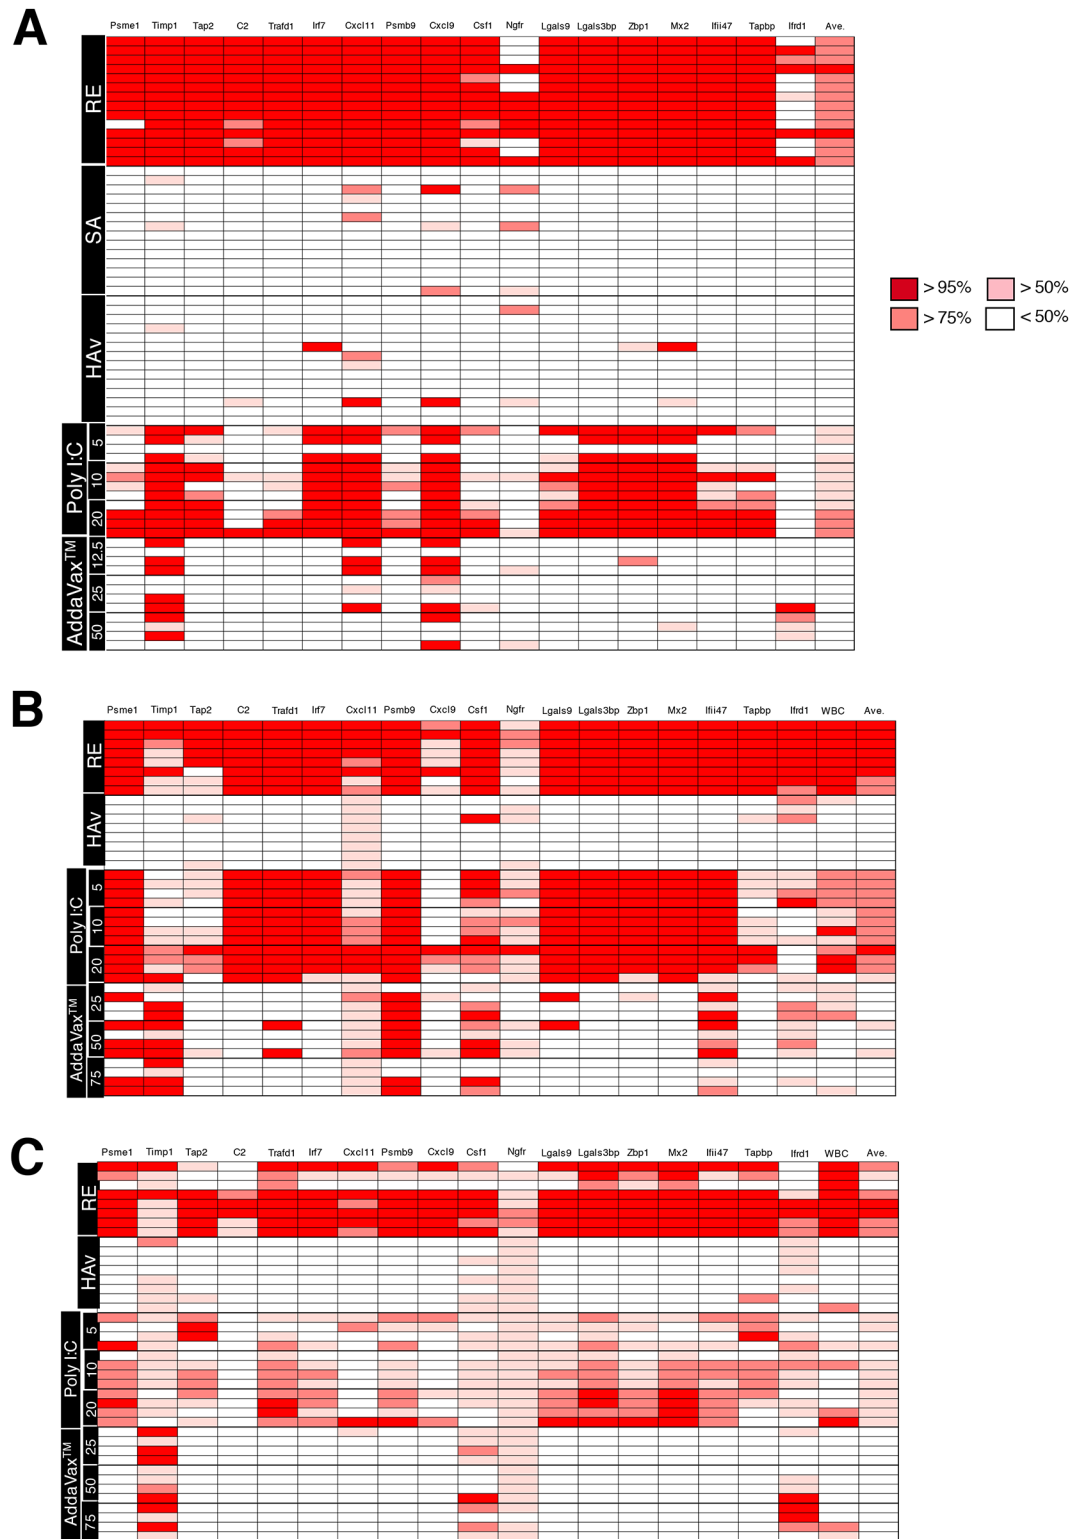 A
Psme1 Timp1 Tap2 C2 Trafd1 Irf7 Cxcl11 Psmb9 Cxcl9 Csf1 Ngfr Lgals9 Lgals3bp Zbp1 Mx2 Ifii47 Tapbp Ifrd1 Ave.
RE
SA
HAv
Poly I:C
5
10
20
AddaVax™
12.5
25
50
> 95% > 50%
> 75% < 50%
B
Psme1 Timp1 Tap2 C2 Trafd1 Irf7 Cxcl11 Psmb9 Cxcl9 Csf1 Ngfr Lgals9 Lgals3bp Zbp1 Mx2 Ifii47 Tapbp Ifrd1 WBC Ave.
RE
HAv
Poly I:C
5
10
20
AddaVax™
25
50
75
C
Psme1 Timp1 Tap2 C2 Trafd1 Irf7 Cxcl11 Psmb9 Cxcl9 Csf1 Ngfr Lgals9 Lgals3bp Zbp1 Mx2 Ifii47 Tapbp Ifrd1 WBC Ave.
RE
HAv
Poly I:C
5
10
20
AddaVax™
25
50
75